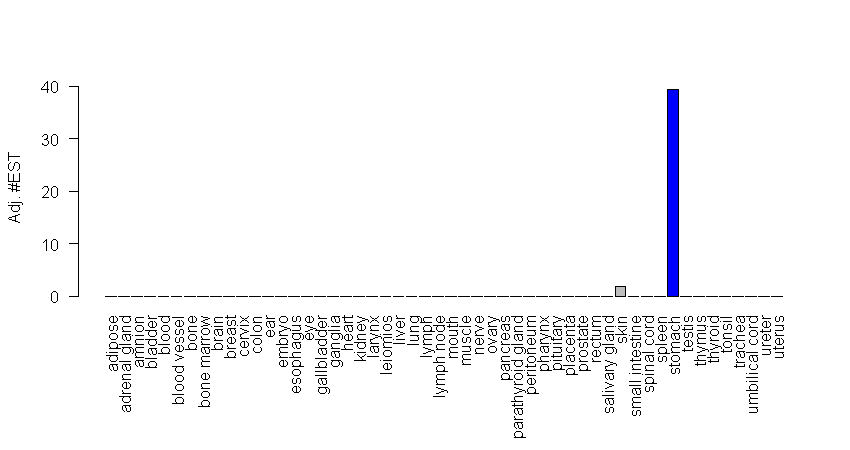 Adj. #EST
40
30
20
10
0
adipose
adrenal gland
amnion
bladder
blood
blood vessel
bone
bone marrow
brain
breast
cervix
colon
ear
embryo
esophagus
eye
gallbladder
ganglia
heart
kidney
larynx
leiomios
liver
lung
lymph
lymph node
mouth
muscle
nerve
ovary
pancreas
parathyroid gland
peritoneum
pharynx
pituitary
placenta
prostate
rectum
salivary gland
skin
small intestine
spinal cord
spleen
stomach
testis
thymus
thyroid
tonsil
trachea
umbilical cord
ureter
uterus